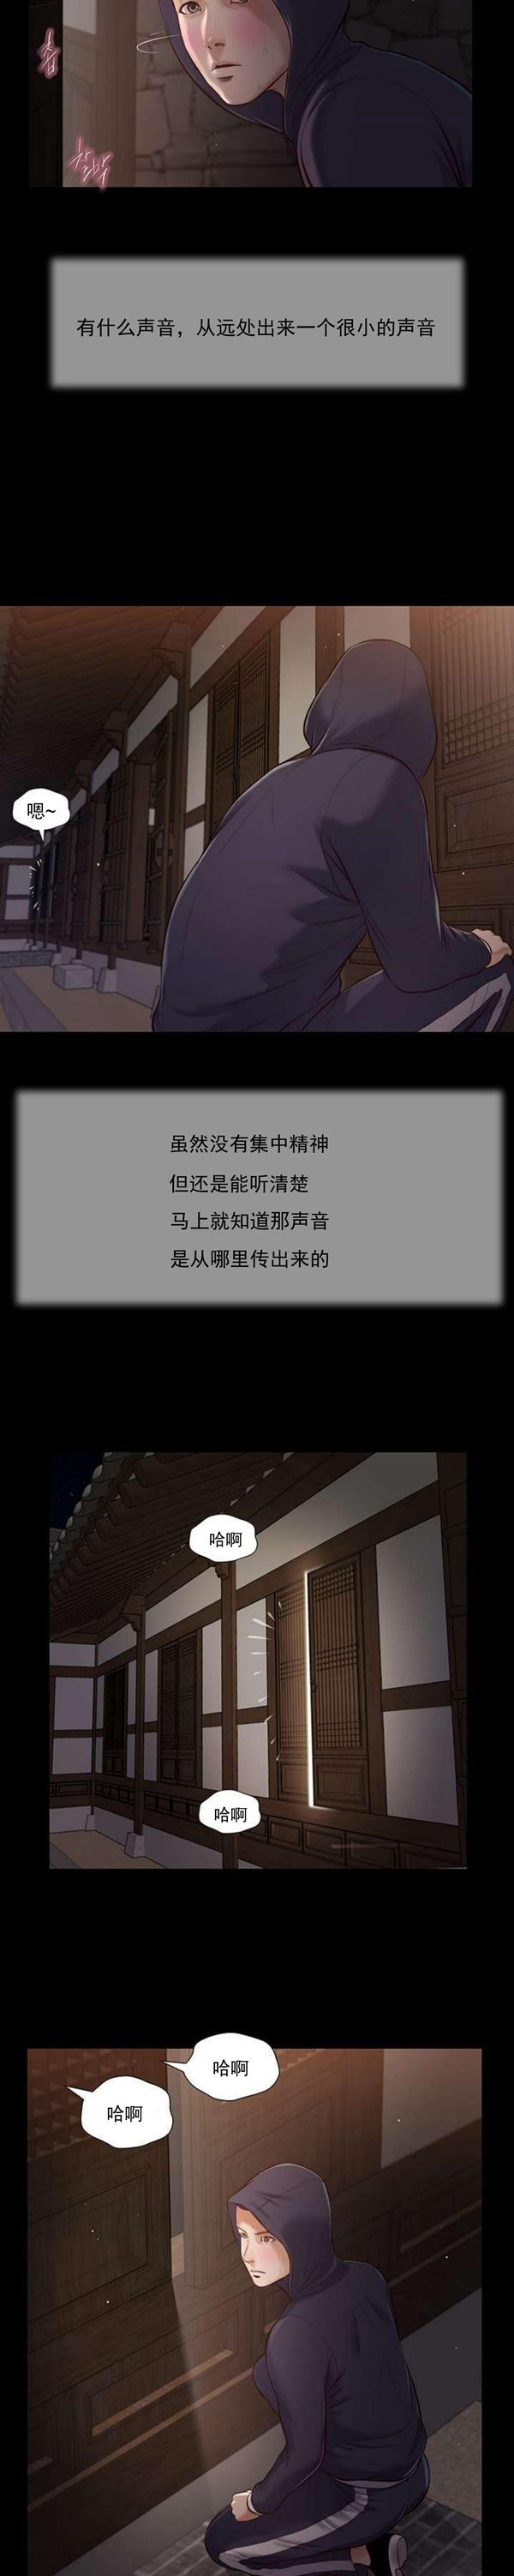 有什么声音，从远处出来一个很小的声音
嗯~
虽然没有集中精神
但还是能听清楚
马上就知道那声音
是从哪里传出来的
哈啊
哈啊
哈啊
哈啊